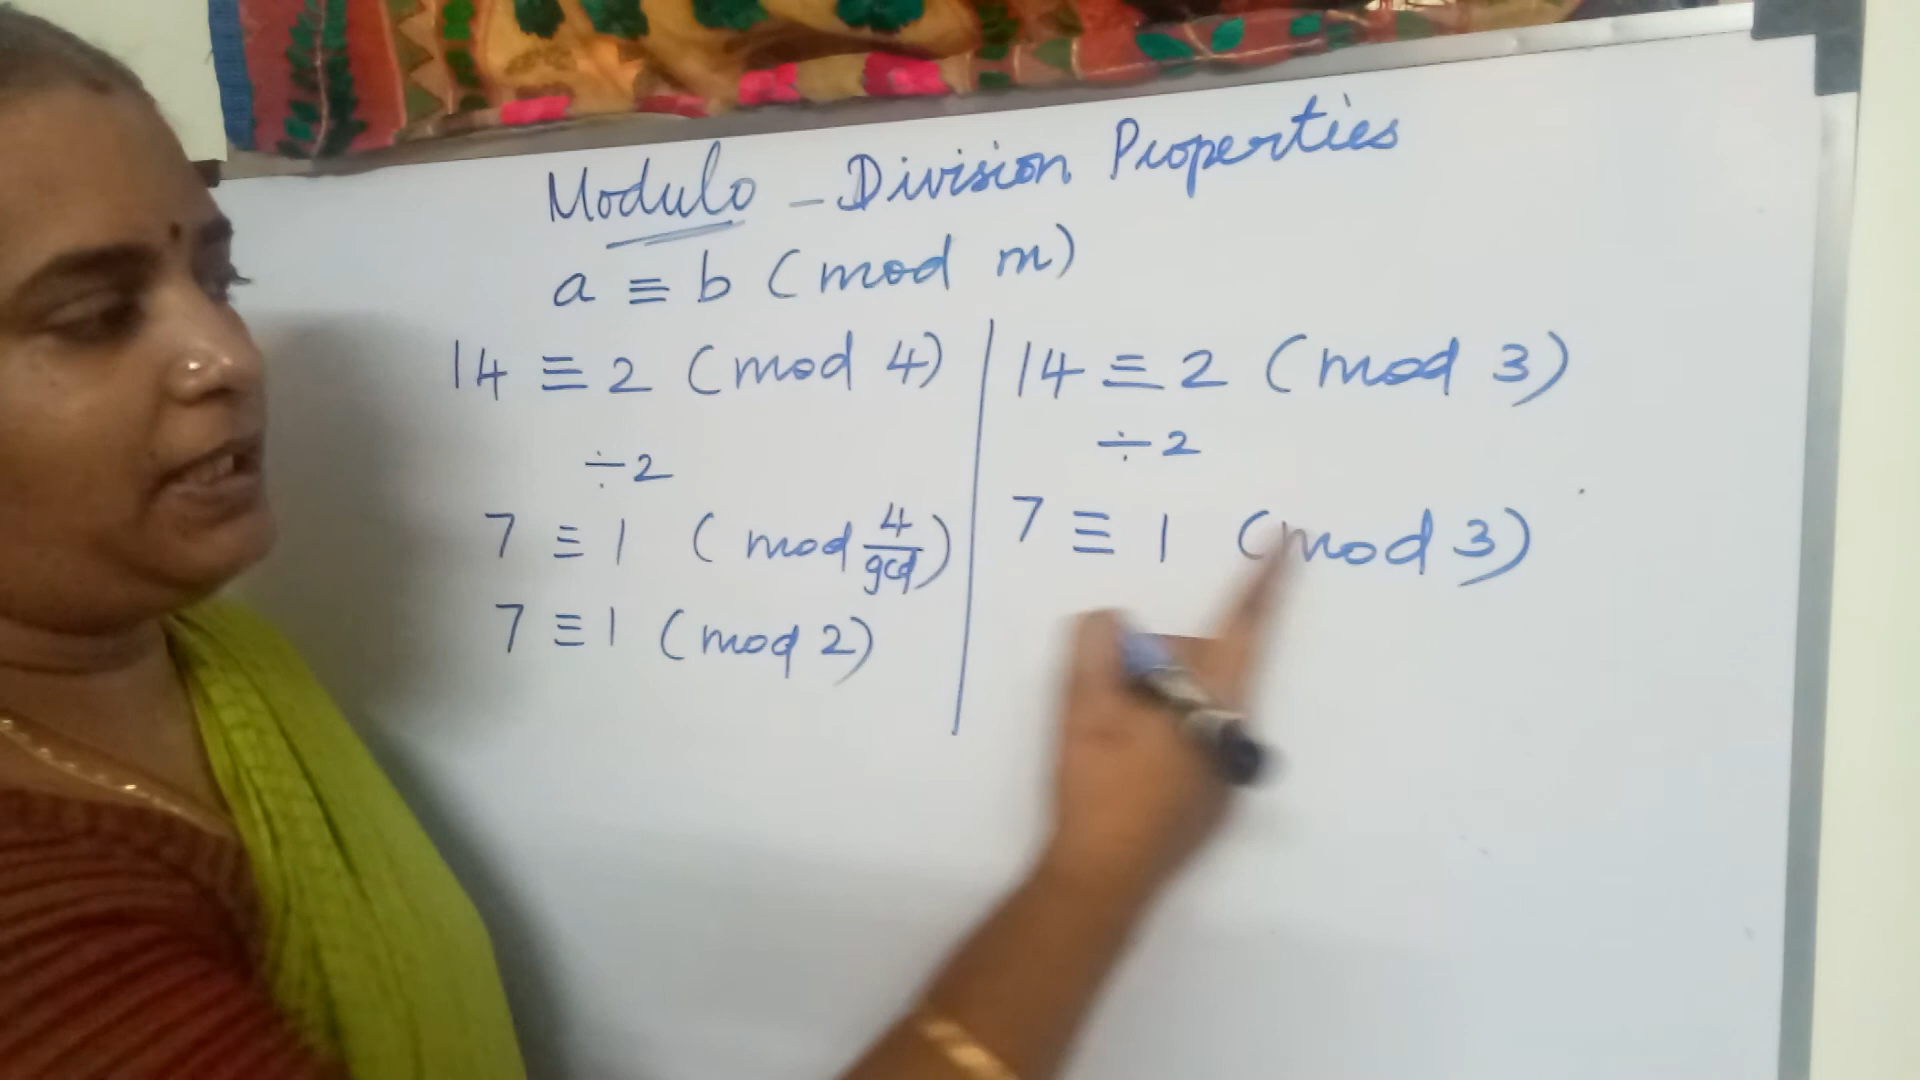 Modulo - Division Properties
a ≡ b (mod m)
14 ≡ 2 (mod 4)
÷2
7 ≡ 1 (mod 4/gcd)
7 ≡ 1 (mod 2)
14 ≡ 2 (mod 3)
÷2
7 ≡ 1 (mod 3)